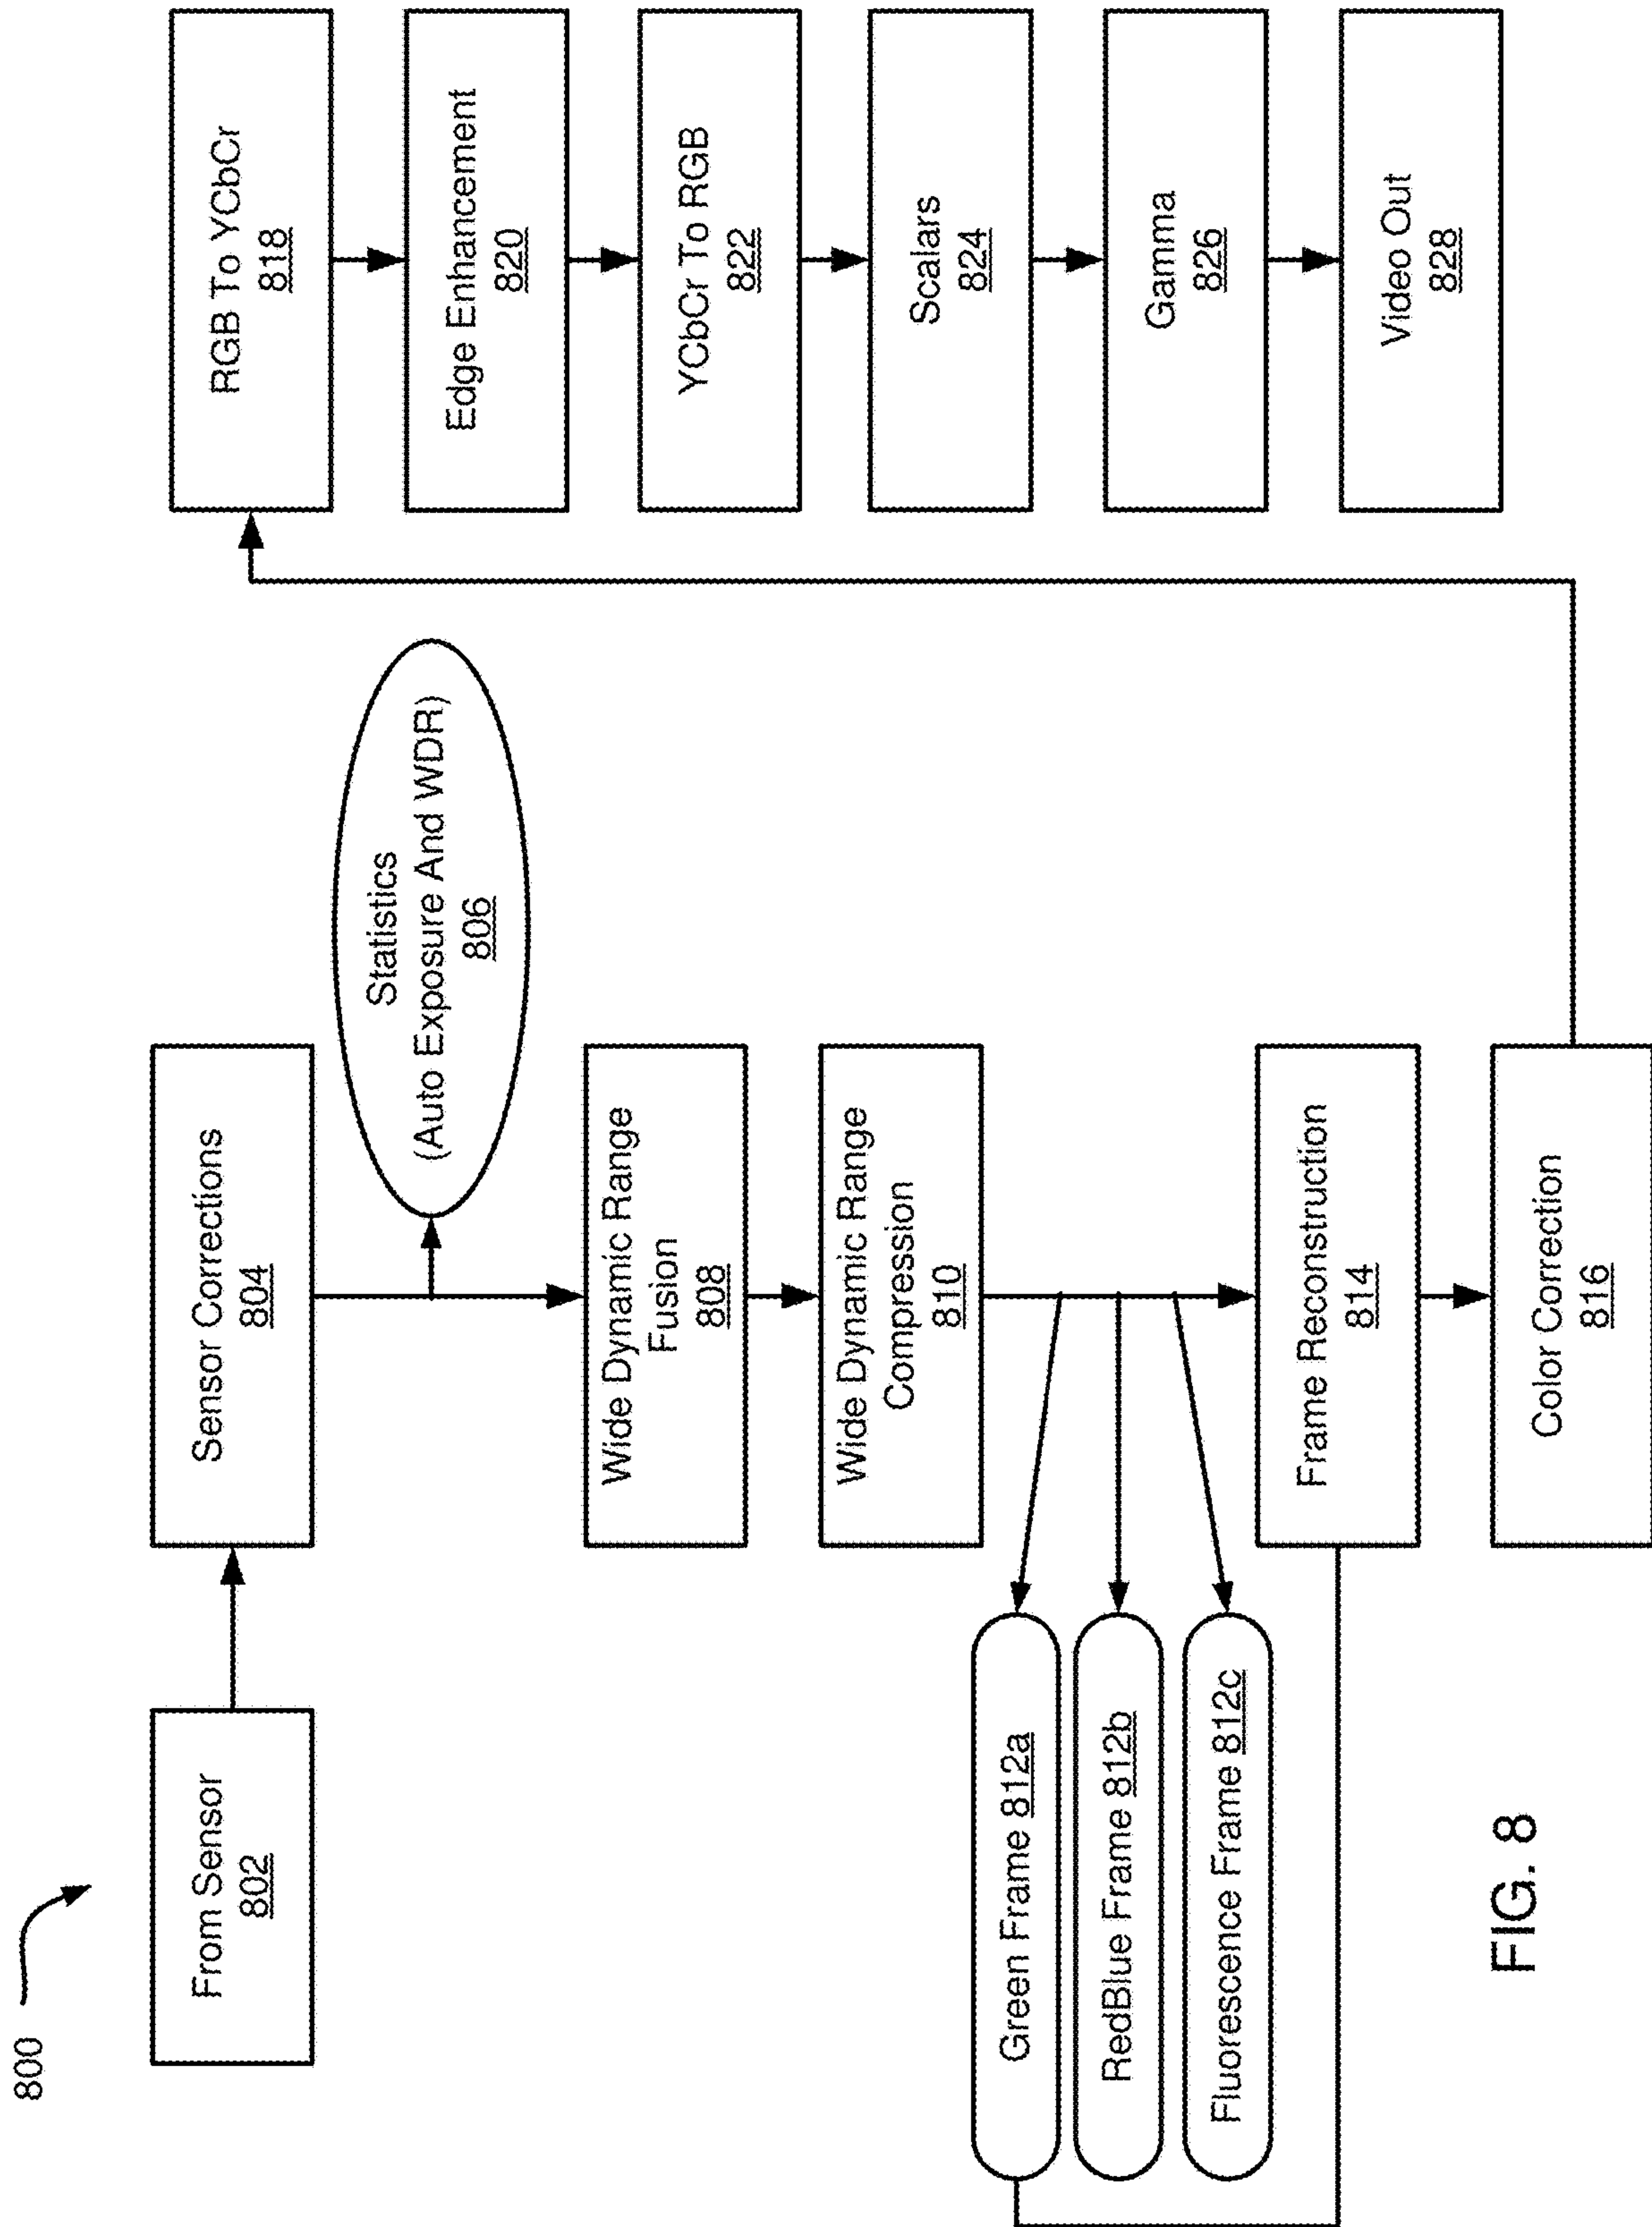 800
From Sensor
802
Sensor Corrections
804
Statistics
(Auto Exposure And WDR)
806
Wide Dynamic Range
Fusion
808
Wide Dynamic Range
Compression
810
Green Frame 812a
RedBlue Frame 812b
Fluorescence Frame 812c
Frame Reconstruction
814
Color Correction
816
RGB To YCbCr
818
Edge Enhancement
820
YCbCr To RGB
822
Scalars
824
Gamma
826
Video Out
828
FIG. 8